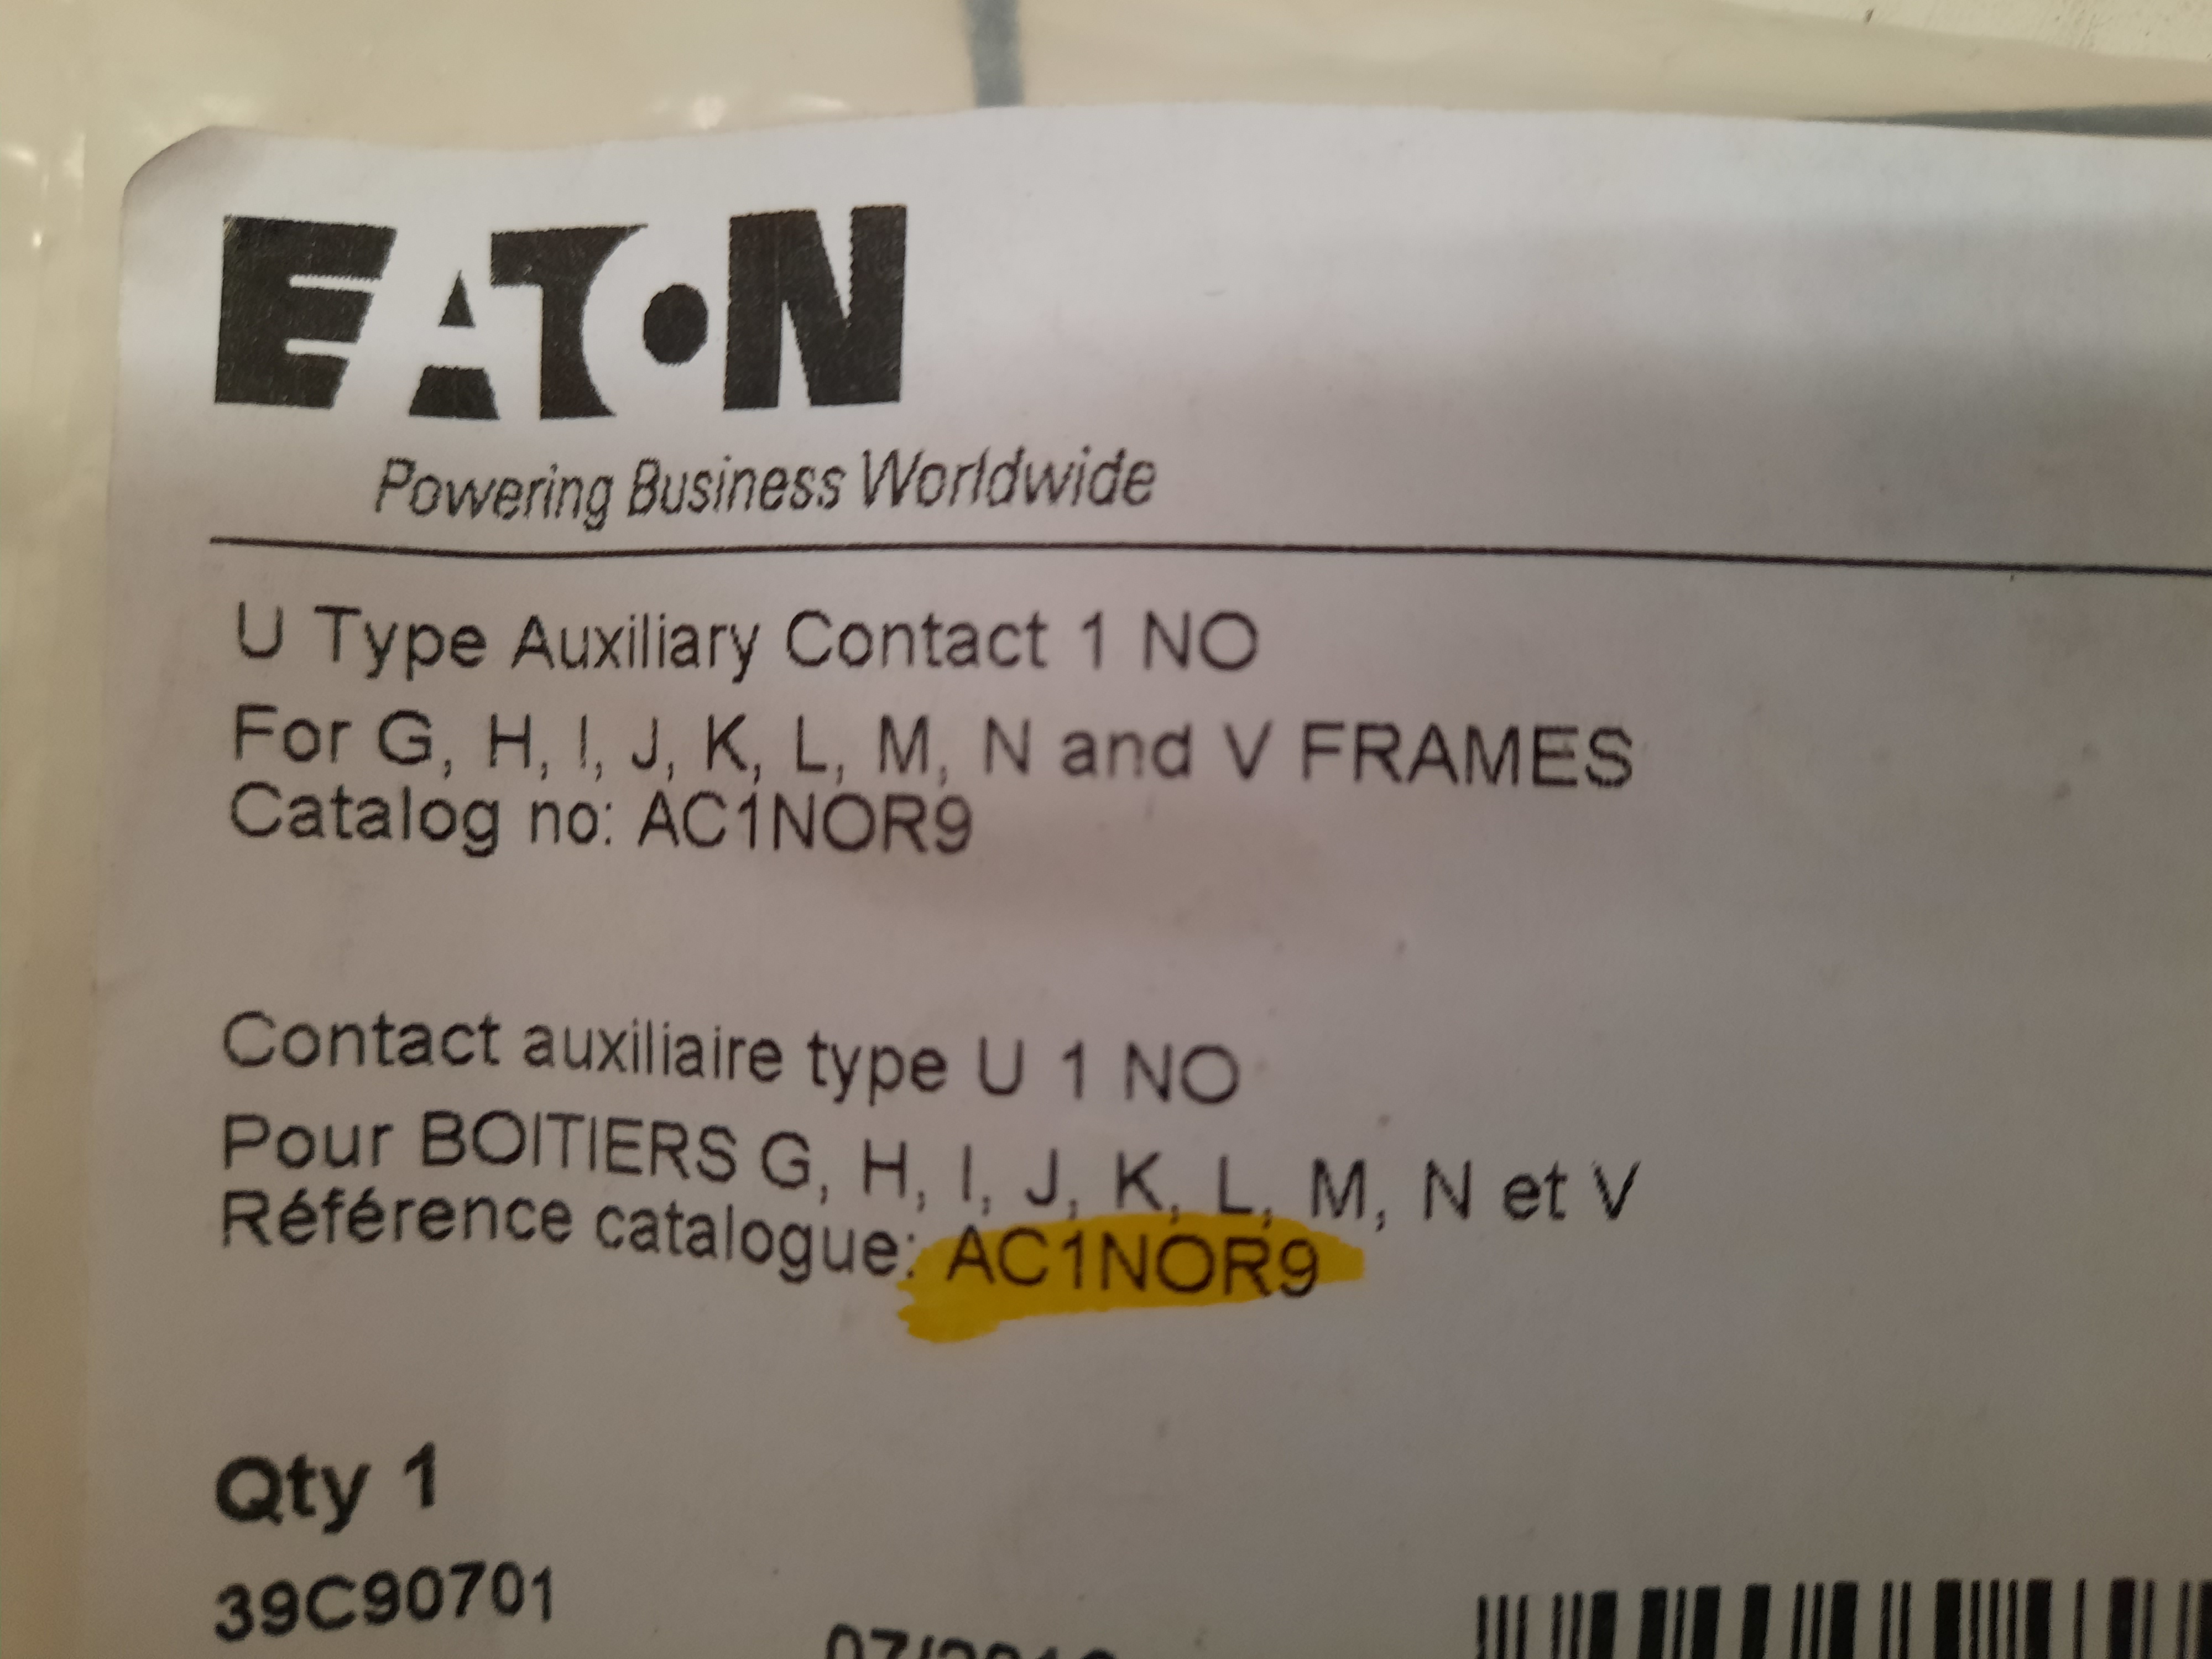 EATON
Powering Business Worldwide
U Type Auxiliary Contact 1 NO
For G, H, I, J, K, L, M, N and V FRAMES
Catalog no: AC1NOR9
Contact auxiliaire type U 1 NO
Pour BOITIERS G, H, I, J, K, L, M, N et V
Référence catalogue: AC1NOR9
Qty 1
39C90701